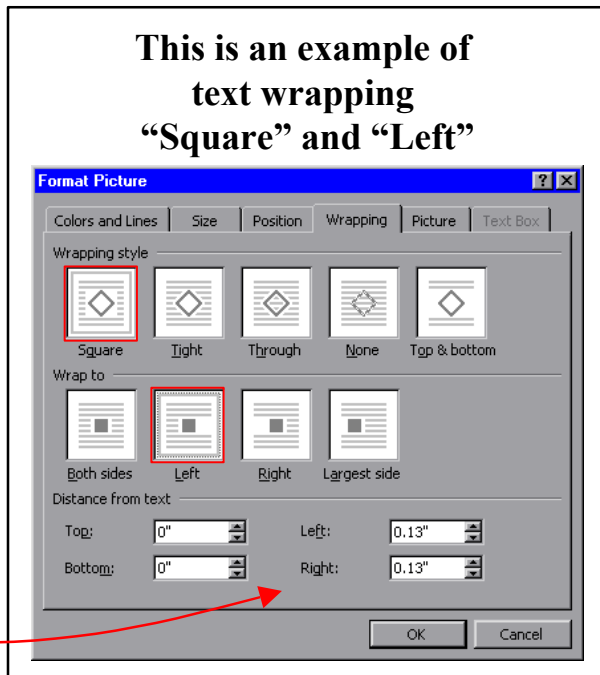 This is an example of
text wrapping
“Square” and “Left”
Format Picture
Colors and Lines Size Position Wrapping Picture Text Box
Wrapping style
Square Tight Through None Top & bottom
Wrap to
Both sides Left Right Largest side
Distance from text
Top: 0" Left: 0.13"
Bottom: 0" Right: 0.13"
OK Cancel